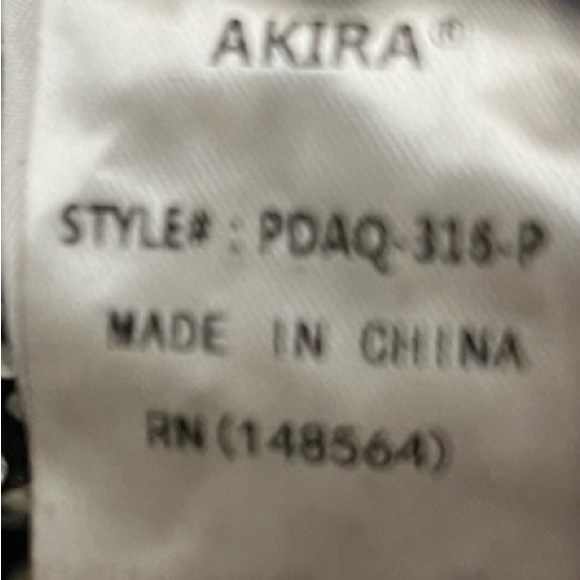 AKIRA®
STYLE# : PDAQ-316-P
MADE IN CHINA
RN (148564)